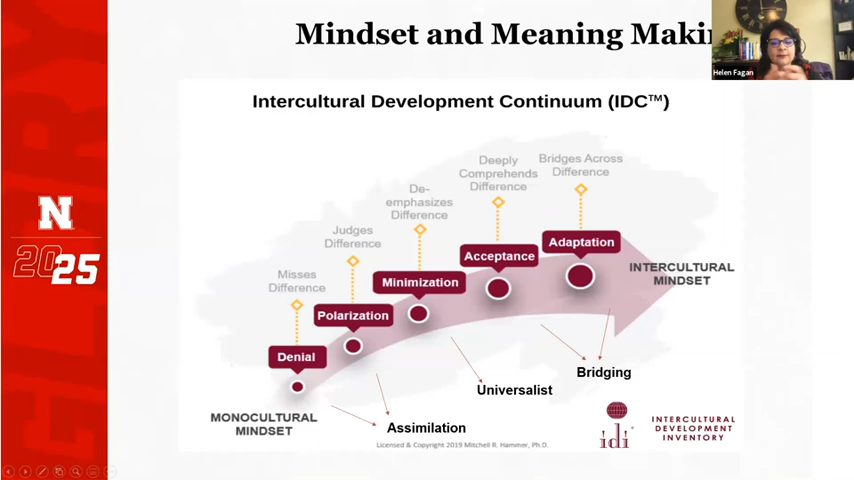 Mindset and Meaning Maki
Helen Fagan
Intercultural Development Continuum (IDC™)
Misses
Difference
Judges
Difference
De-
emphasizes
Difference
Deeply
Comprehends
Difference
Bridges Across
Difference
Denial
Polarization
Minimization
Acceptance
Adaptation
MONOCULTURAL
MINDSET
INTERCULTURAL
MINDSET
Assimilation
Universalist
Bridging
idi
INTERCULTURAL
DEVELOPMENT
INVENTORY
Licensed & Copyright 2019 Mitchell R. Hammer, Ph.D.
N
2025